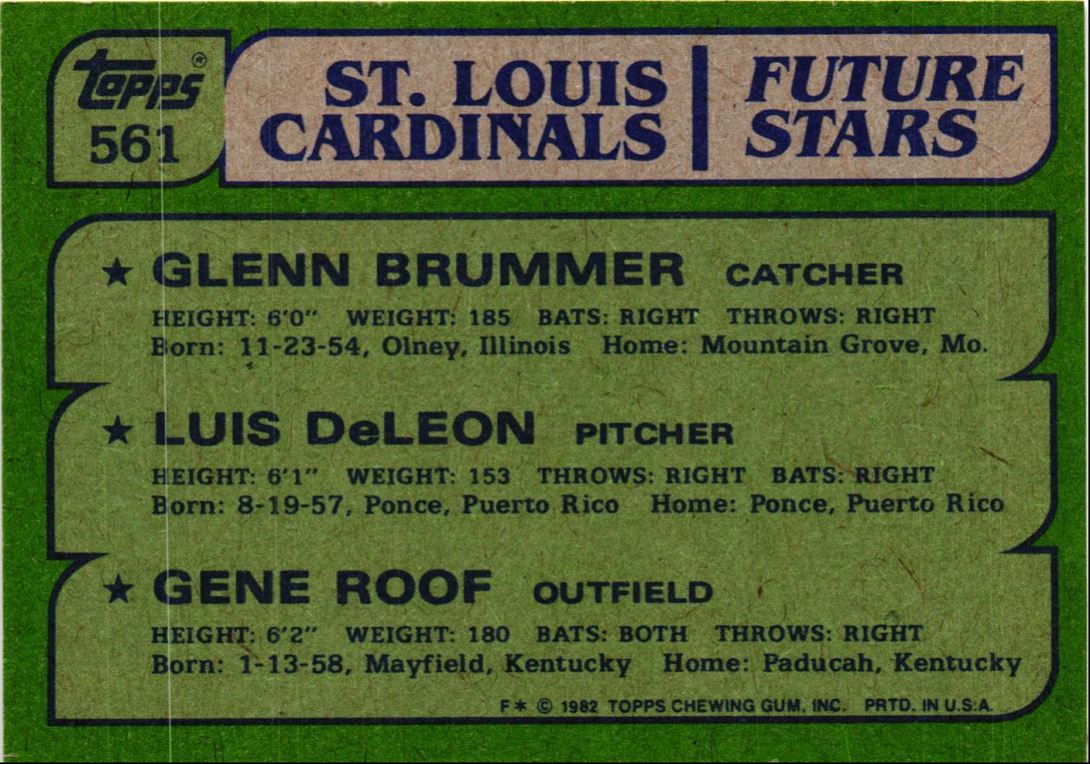 topps®
561
ST. LOUIS CARDINALS
FUTURE STARS
★ GLENN BRUMMER CATCHER
HEIGHT: 6'0" WEIGHT: 185 BATS: RIGHT THROWS: RIGHT
Born: 11-23-54, Olney, Illinois Home: Mountain Grove, Mo.
★ LUIS DeLEON PITCHER
HEIGHT: 6'1" WEIGHT: 153 THROWS: RIGHT BATS: RIGHT
Born: 8-19-57, Ponce, Puerto Rico Home: Ponce, Puerto Rico
★ GENE ROOF OUTFIELD
HEIGHT: 6'2" WEIGHT: 180 BATS: BOTH THROWS: RIGHT
Born: 1-13-58, Mayfield, Kentucky Home: Paducah, Kentucky
F* © 1982 TOPPS CHEWING GUM, INC. PRTD. IN U.S.A.